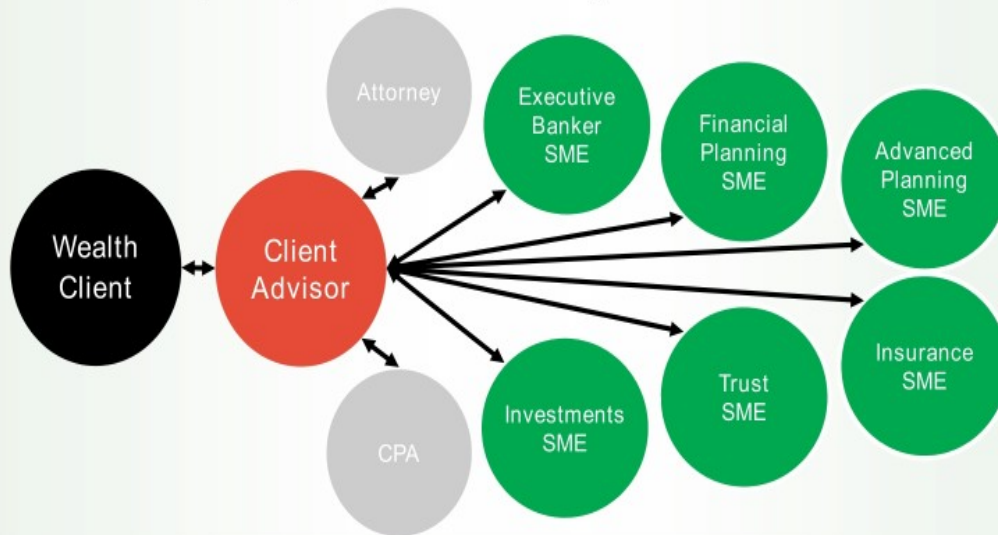 Attorney
Executive
Banker
SME
Financial
Planning
SME
Advanced
Planning
SME
Wealth
Client
Client
Advisor
Insurance
SME
Trust
SME
Investments
SME
CPA